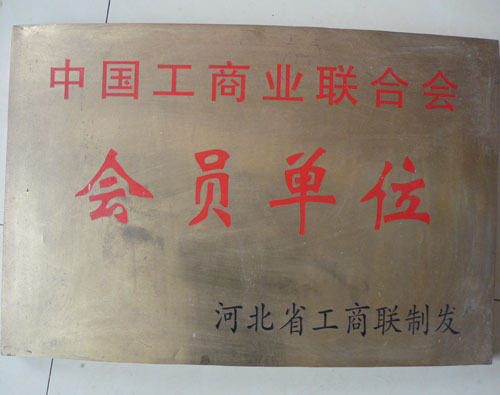 中国工商业联合会
会员单位
河北省工商联制发